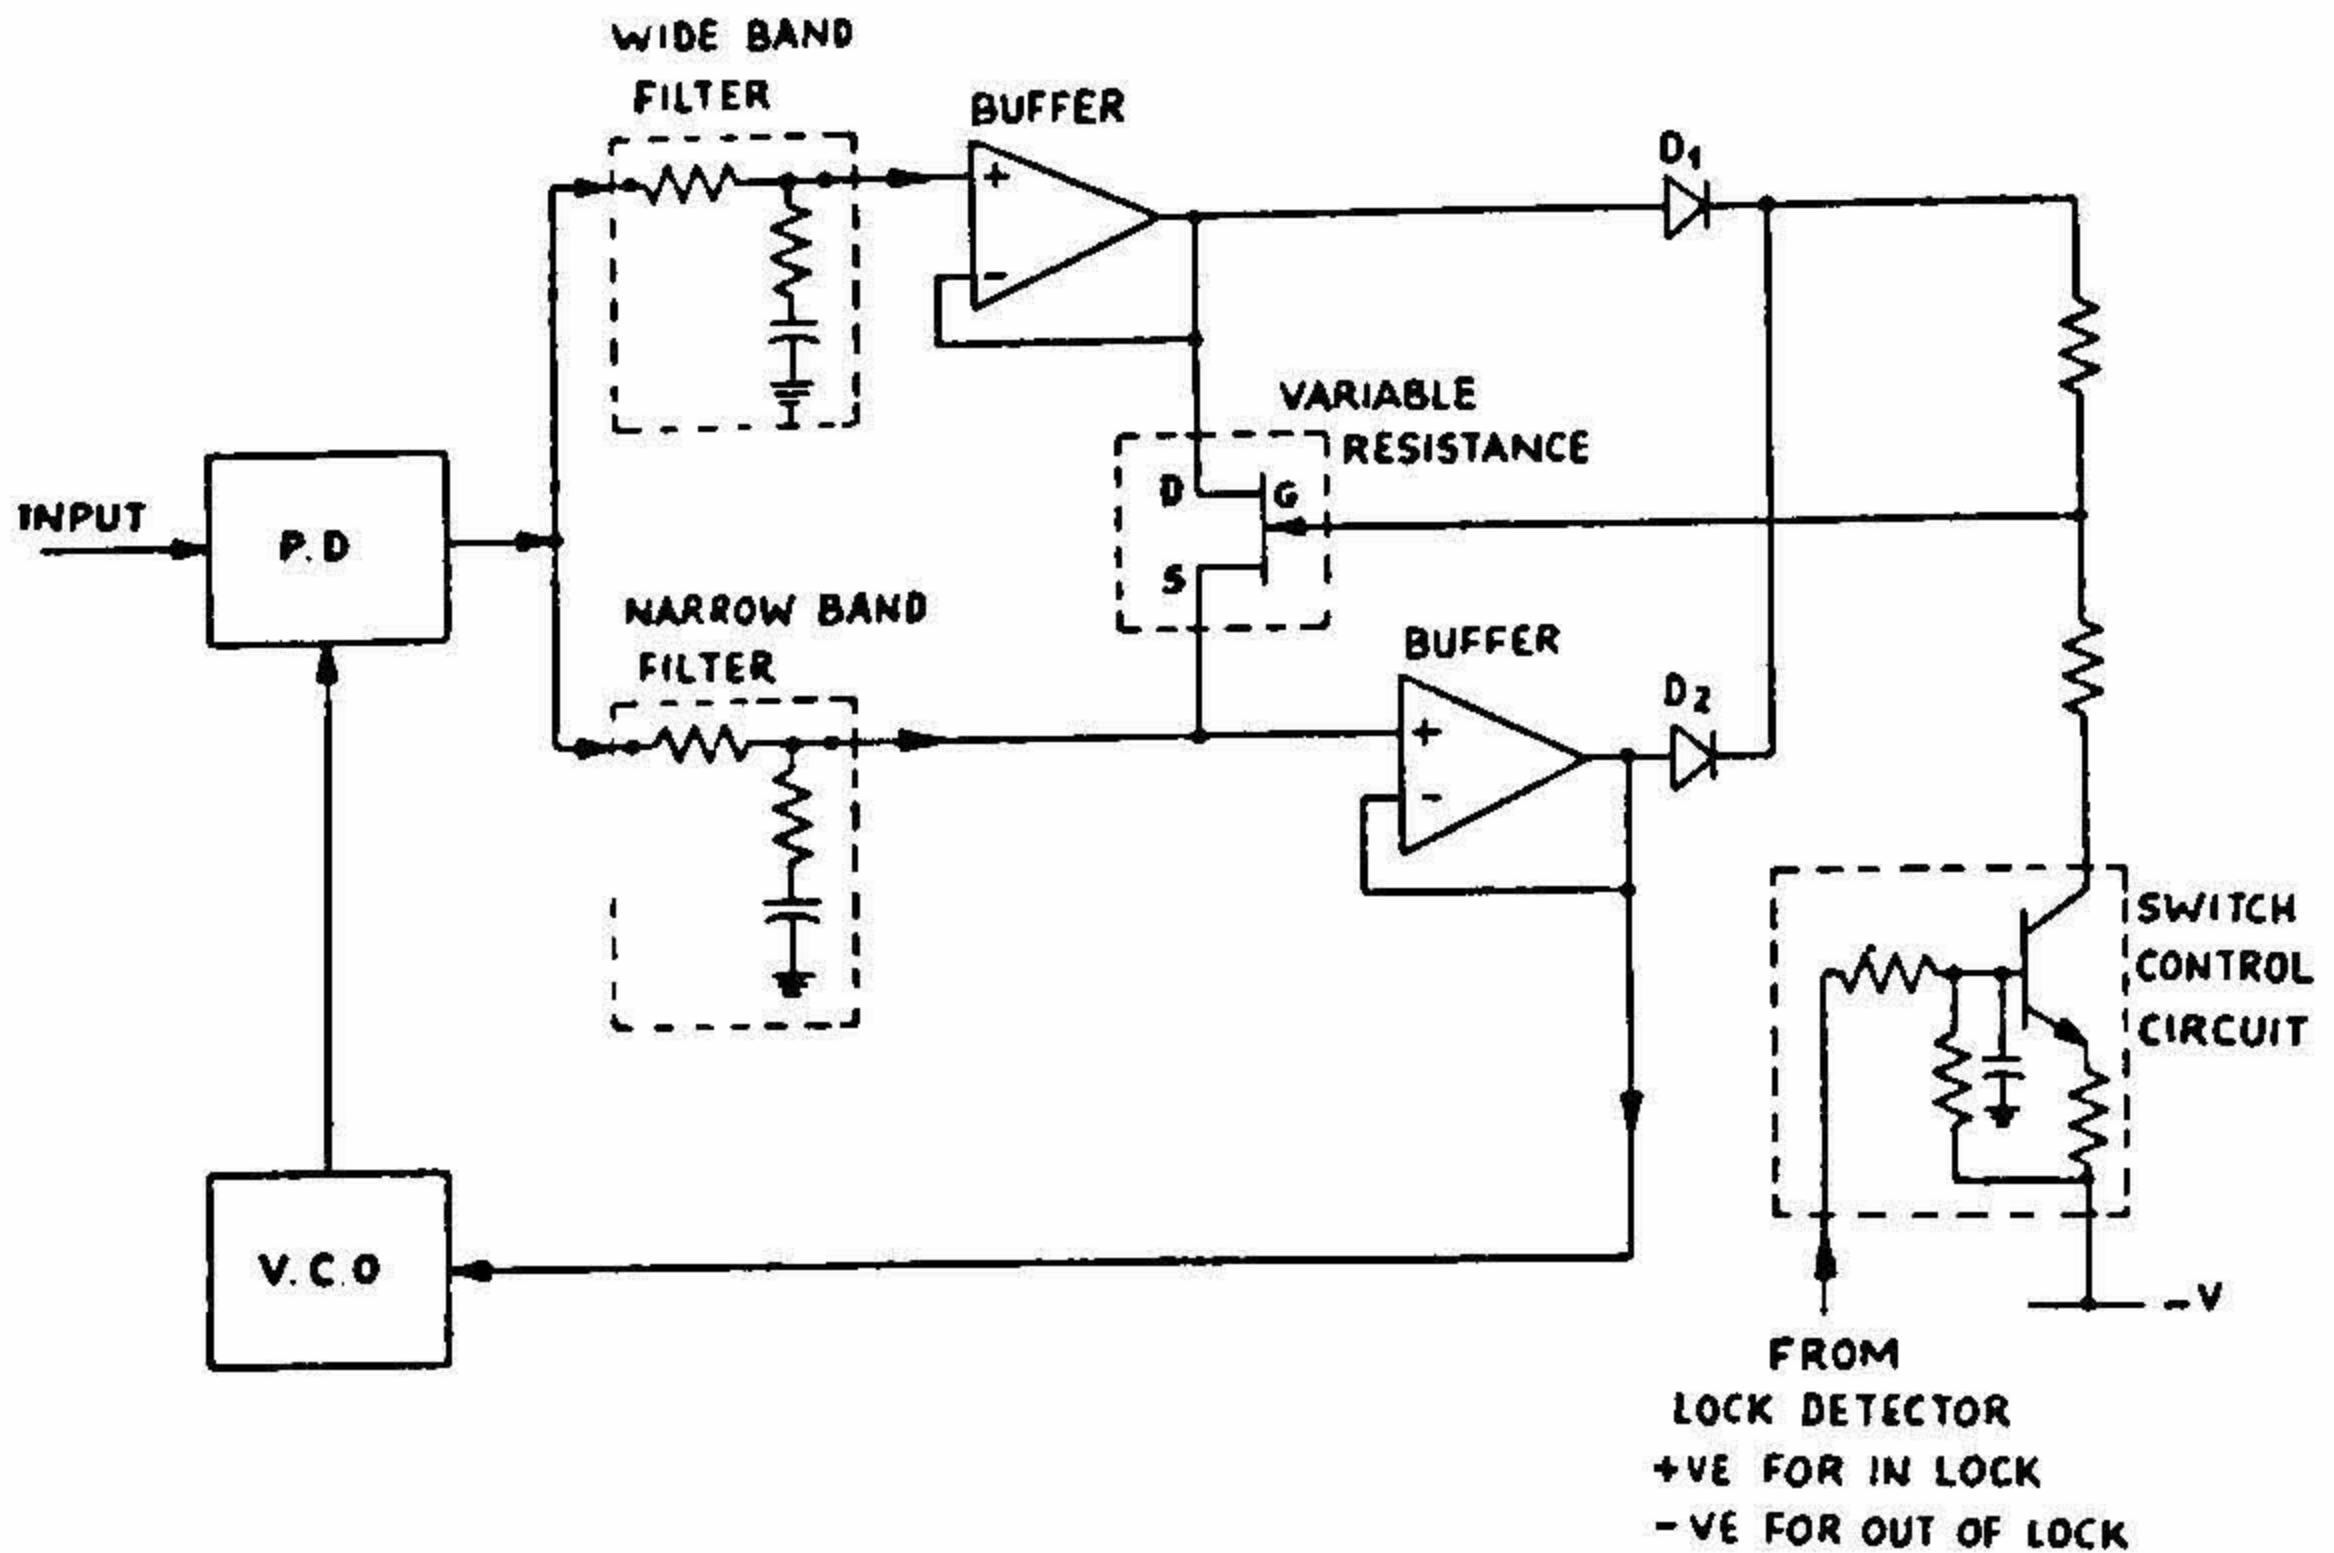 WIDE BAND
FILTER
BUFFER
+
-
D1
VARIABLE
RESISTANCE
D
G
S
INPUT
P.D
NARROW BAND
FILTER
BUFFER
+
-
D2
SWITCH
CONTROL
CIRCUIT
V.C.O
-V
FROM
LOCK DETECTOR
+VE FOR IN LOCK
-VE FOR OUT OF LOCK